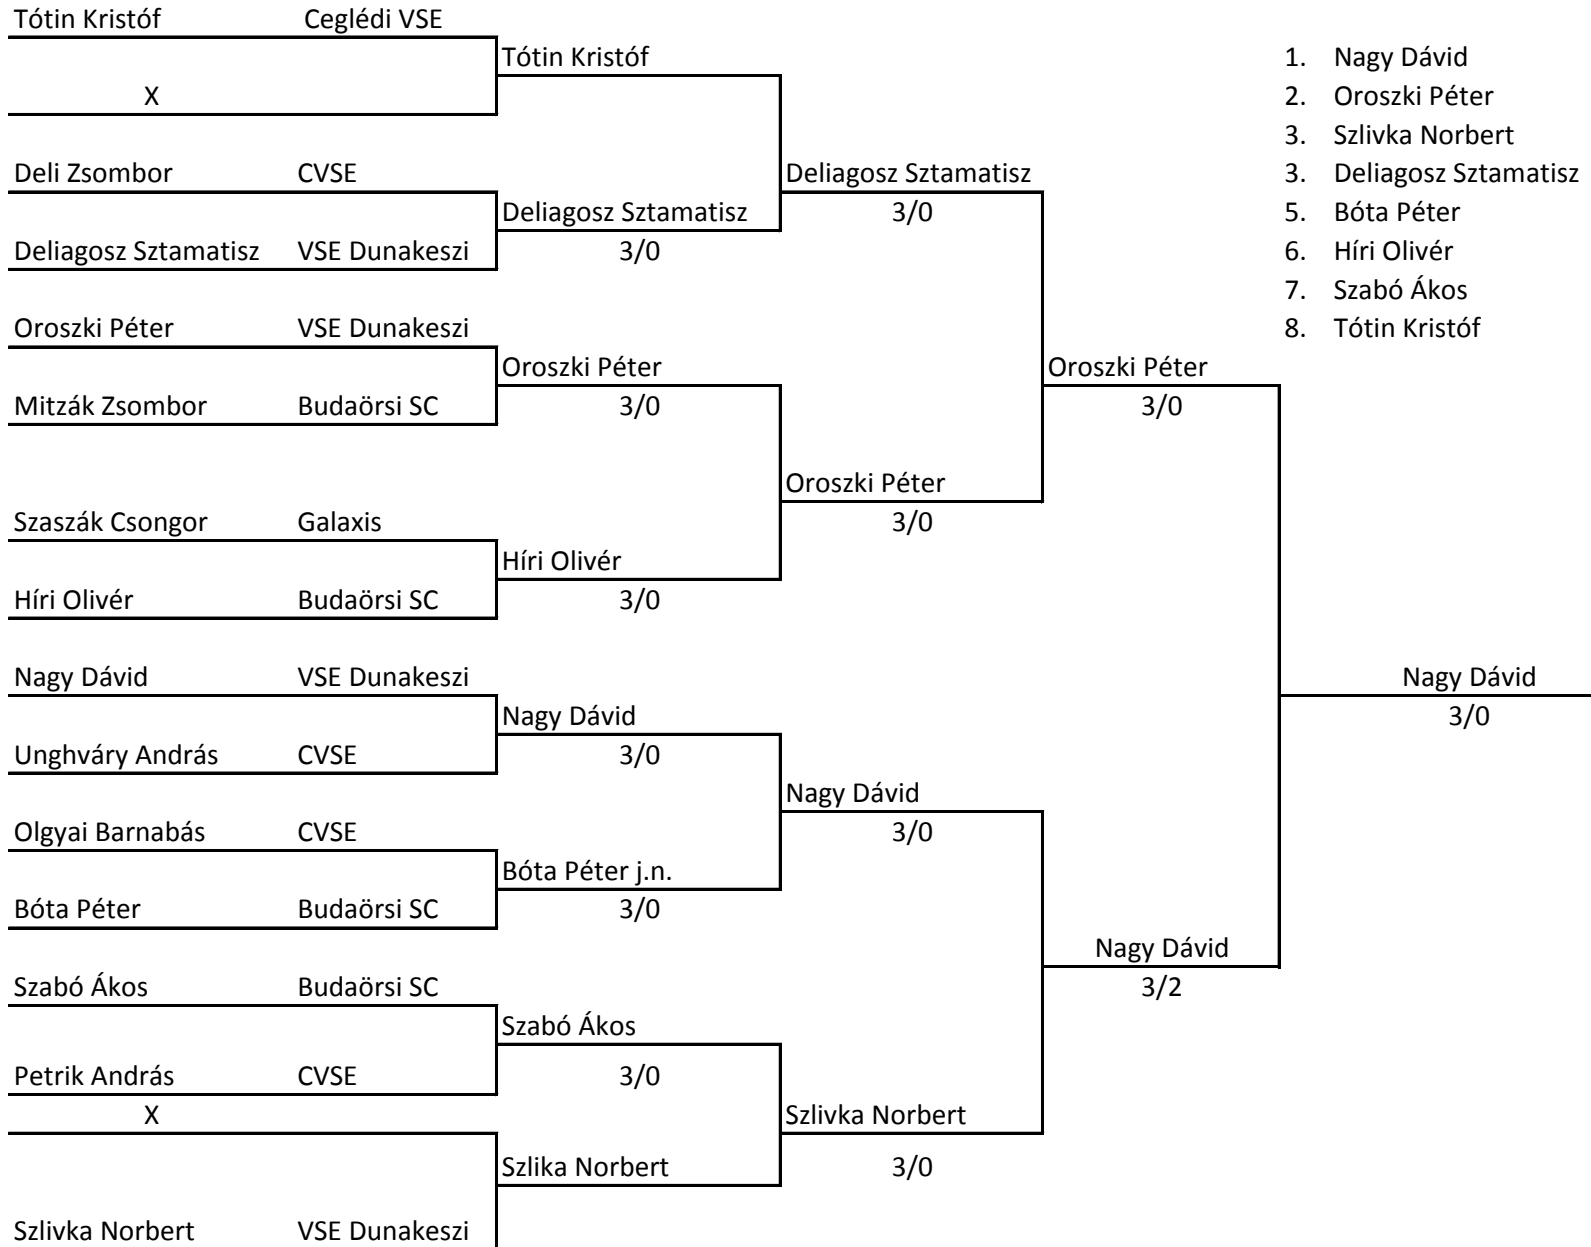 Tótin Kristóf Ceglédi VSE
Tótin Kristóf 1. Nagy Dávid
X 2. Oroszki Péter
3. Szlivka Norbert
Deli Zsombor CVSE Deliagosz Sztamatisz 3. Deliagosz Sztamatisz
Deliagosz Sztamatisz 3/0 5. Bóta Péter
Deliagosz Sztamatisz VSE Dunakeszi 3/0 6. Híri Olivér
7. Szabó Ákos
Oroszki Péter VSE Dunakeszi 8. Tótin Kristóf
Oroszki Péter Oroszki Péter
Mitzák Zsombor Budaörsi SC 3/0 3/0
Oroszki Péter
Szaszák Csongor Galaxis 3/0
Híri Olivér
Híri Olivér Budaörsi SC 3/0
Nagy Dávid VSE Dunakeszi Nagy Dávid
Nagy Dávid 3/0
Unghváry András CVSE 3/0
Nagy Dávid
Olgyai Barnabás CVSE 3/0
Bóta Péter j.n.
Bóta Péter Budaörsi SC 3/0
Nagy Dávid
Szabó Ákos Budaörsi SC 3/2
Szabó Ákos
Petrik András CVSE 3/0
X Szlivka Norbert
Szlika Norbert 3/0
Szlivka Norbert VSE Dunakeszi